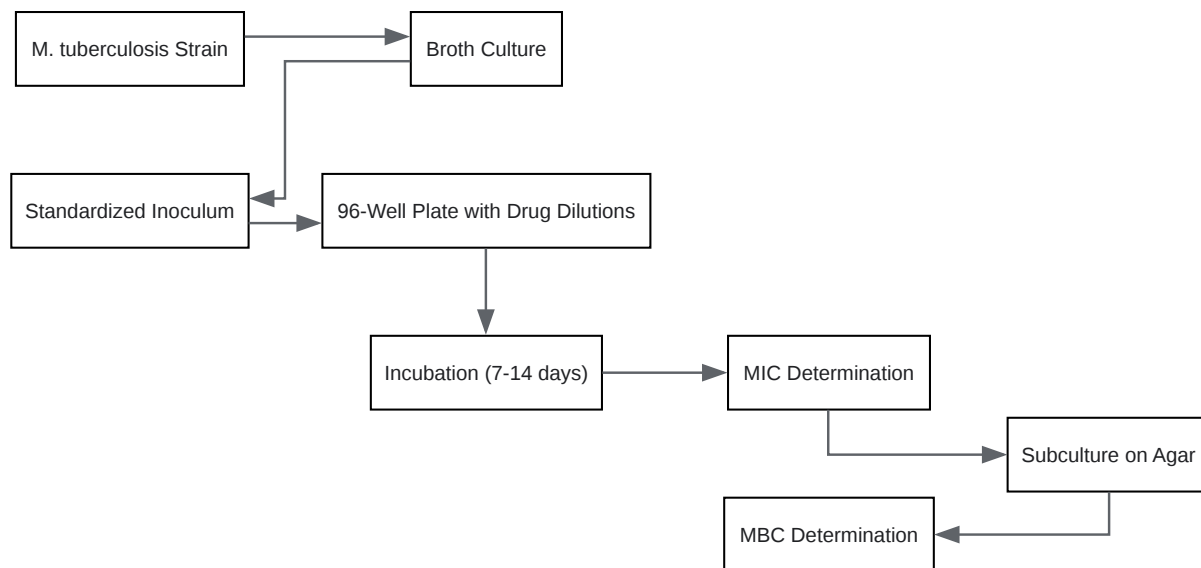 M. tuberculosis Strain
Broth Culture
Standardized Inoculum
96-Well Plate with Drug Dilutions
Incubation (7-14 days)
MIC Determination
Subculture on Agar
MBC Determination